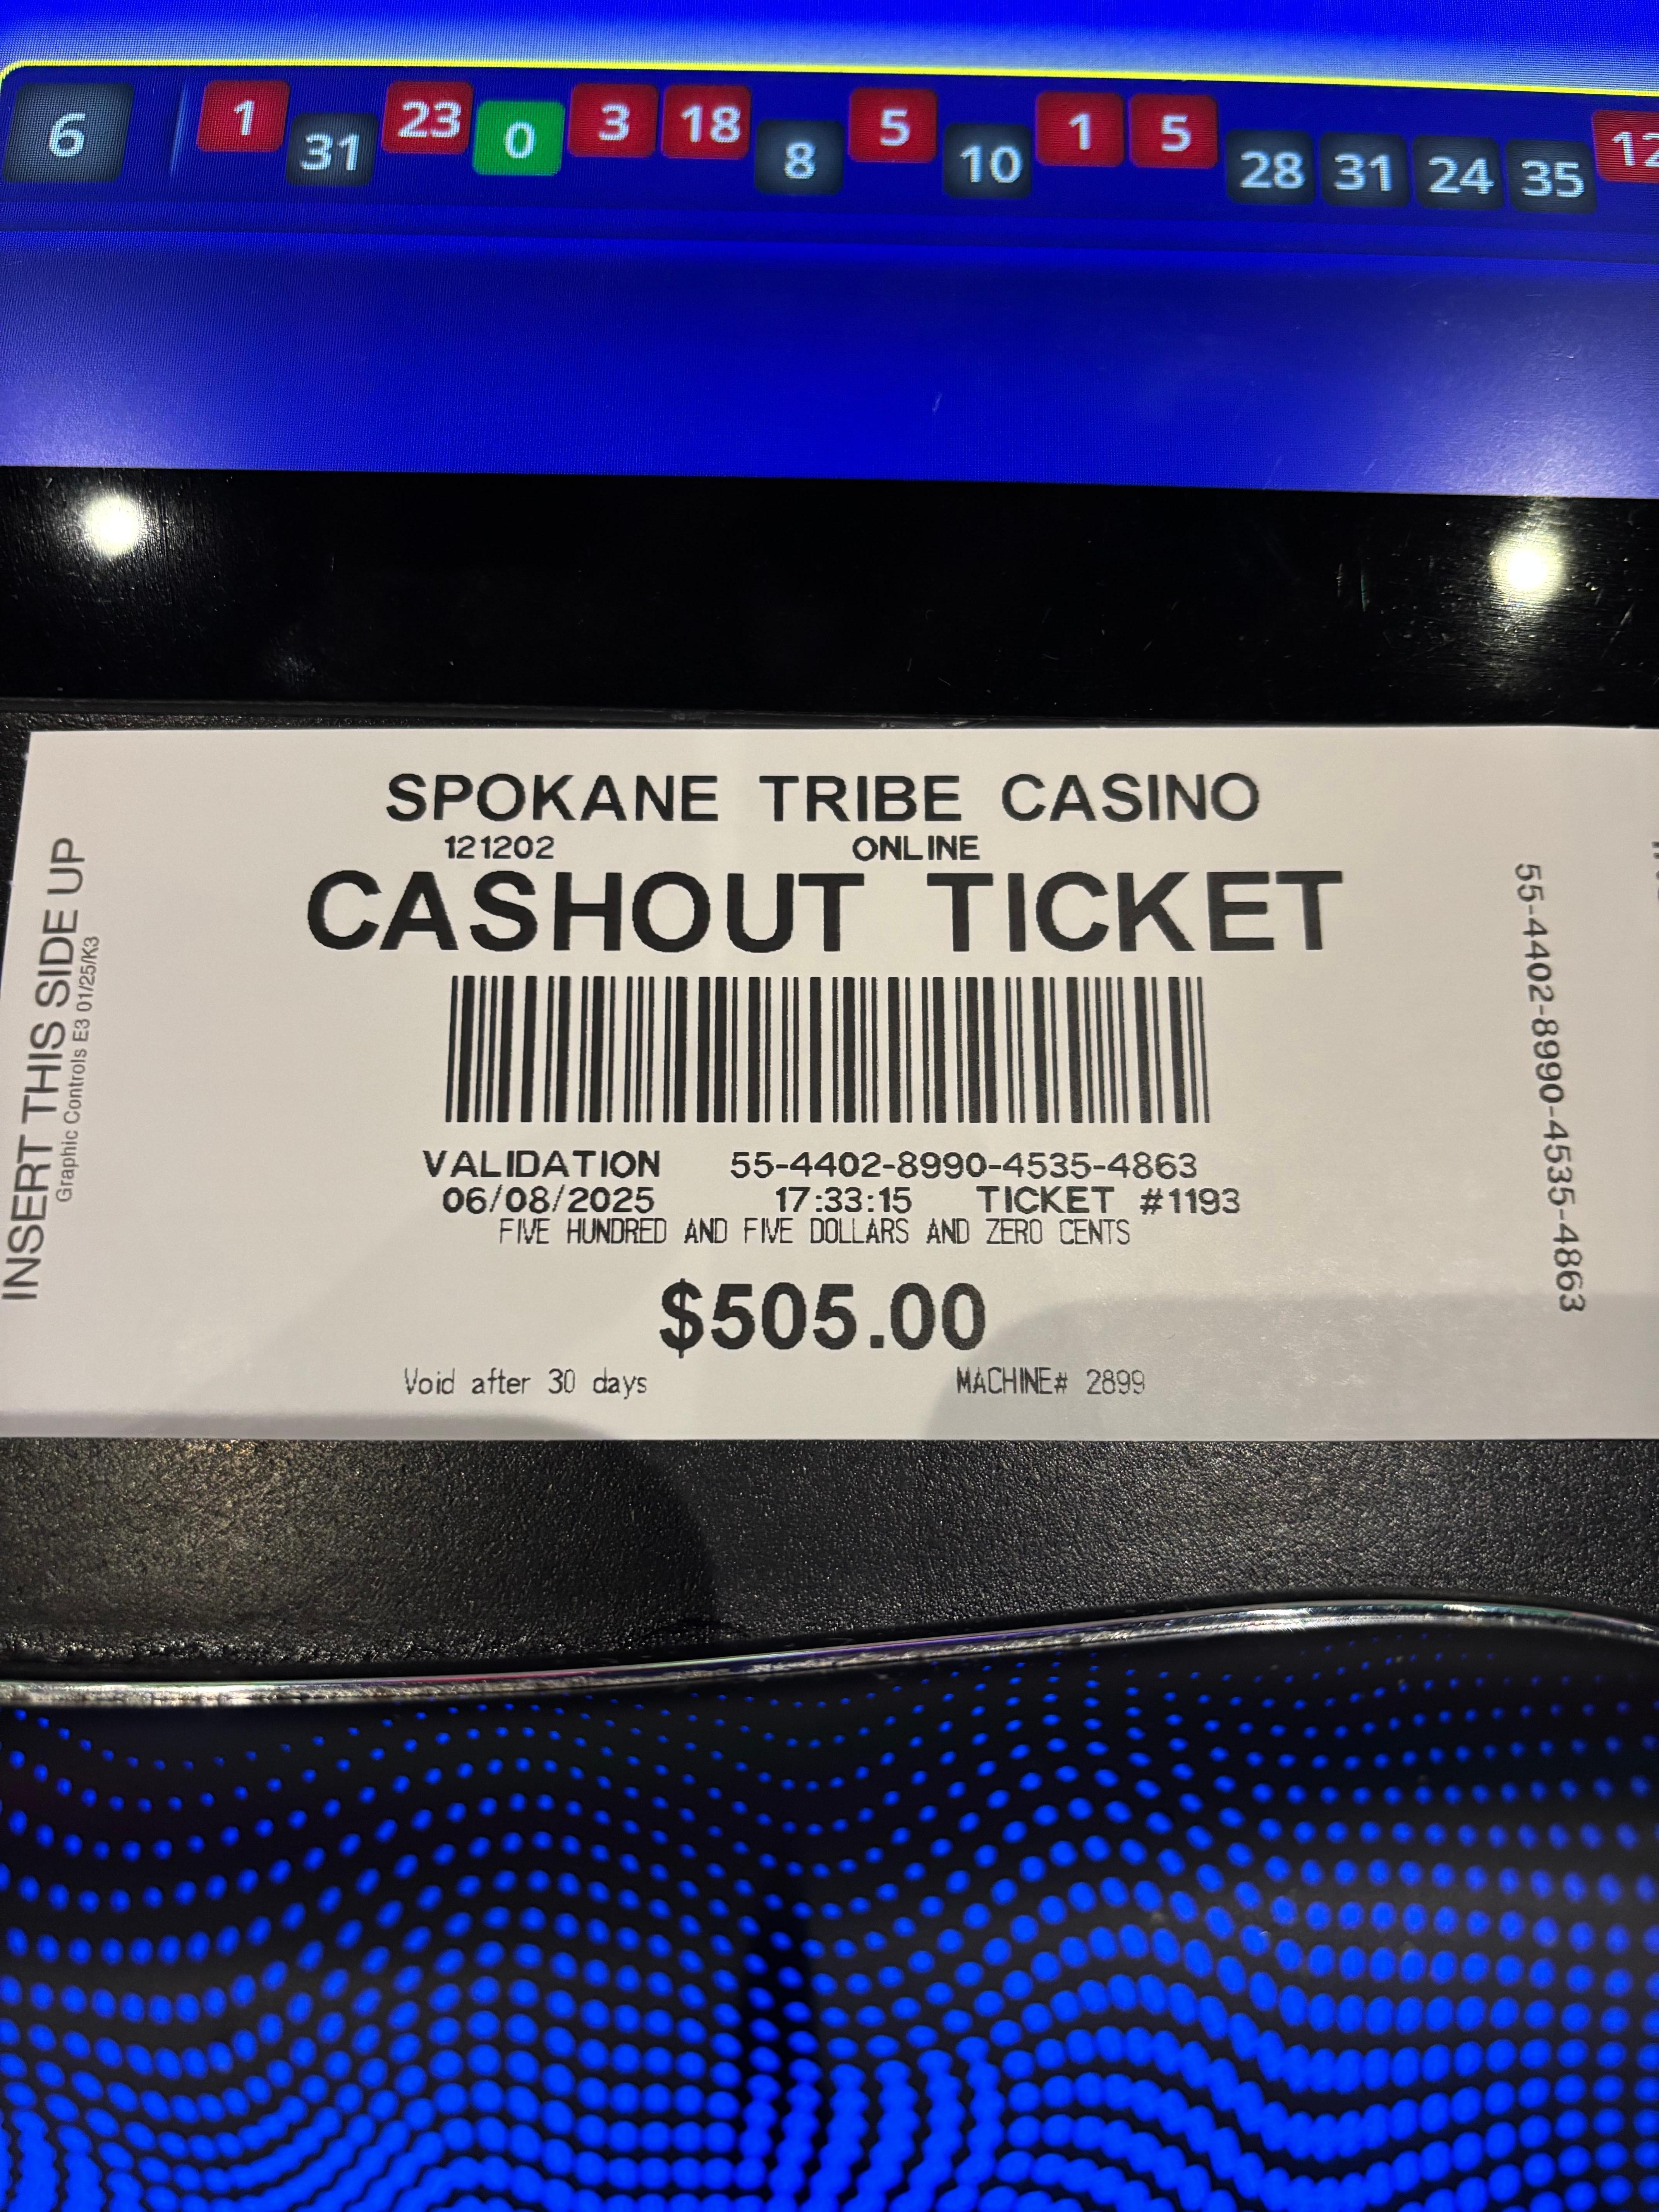 6 1 31 23 0 3 18 8 5 10 1 5 28 31 24 35 12
SPOKANE TRIBE CASINO
121202 ONLINE
CASHOUT TICKET
VALIDATION 55-4402-8990-4535-4863
06/08/2025 17:33:15 TICKET #1193
FIVE HUNDRED AND FIVE DOLLARS AND ZERO CENTS
$505.00
Void after 30 days MACHINE# 2899
INSERT THIS SIDE UP
Graphic Controls E3 01/25/K3
55-4402-8990-4535-4863